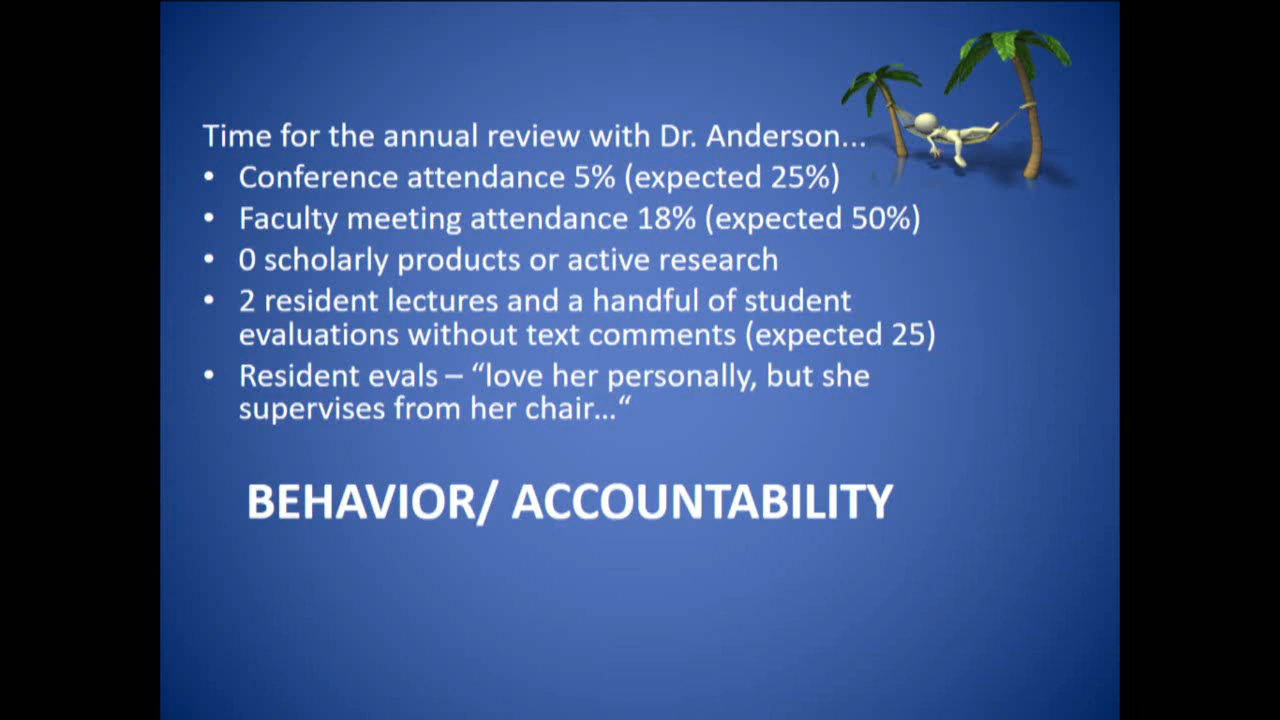 Time for the annual review with Dr. Anderson...
• Conference attendance 5% (expected 25%)
• Faculty meeting attendance 18% (expected 50%)
• 0 scholarly products or active research
• 2 resident lectures and a handful of student
evaluations without text comments (expected 25)
• Resident evals – “love her personally, but she
supervises from her chair...“
BEHAVIOR/ ACCOUNTABILITY